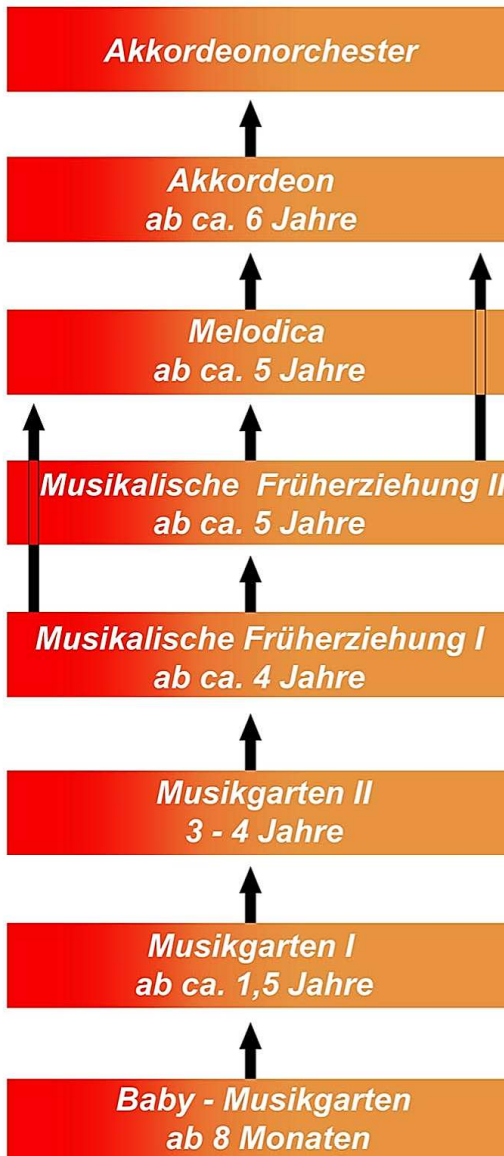 Akkordeonorchester
Akkordeon
ab ca. 6 Jahre
Melodica
ab ca. 5 Jahre
Musikalische Früherziehung II
ab ca. 5 Jahre
Musikalische Früherziehung I
ab ca. 4 Jahre
Musikgarten II
3 - 4 Jahre
Musikgarten I
ab ca. 1,5 Jahre
Baby - Musikgarten
ab 8 Monaten